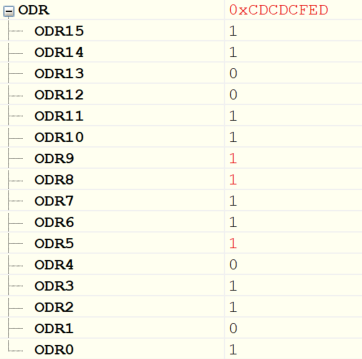 ODR 0xCDCDCFED
ODR15 1
ODR14 1
ODR13 0
ODR12 0
ODR11 1
ODR10 1
ODR9 1
ODR8 1
ODR7 1
ODR6 1
ODR5 1
ODR4 0
ODR3 1
ODR2 1
ODR1 0
ODR0 1